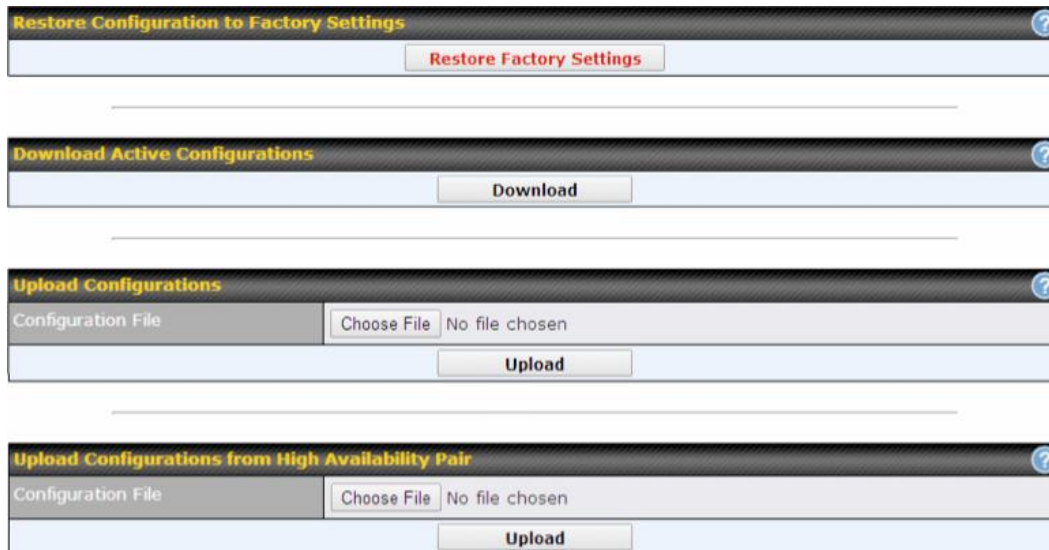 Restore Configuration to Factory Settings ?
Restore Factory Settings
Download Active Configurations ?
Download
Upload Configurations ?
Configuration File Choose File No file chosen
Upload
Upload Configurations from High Availability Pair ?
Configuration File Choose File No file chosen
Upload